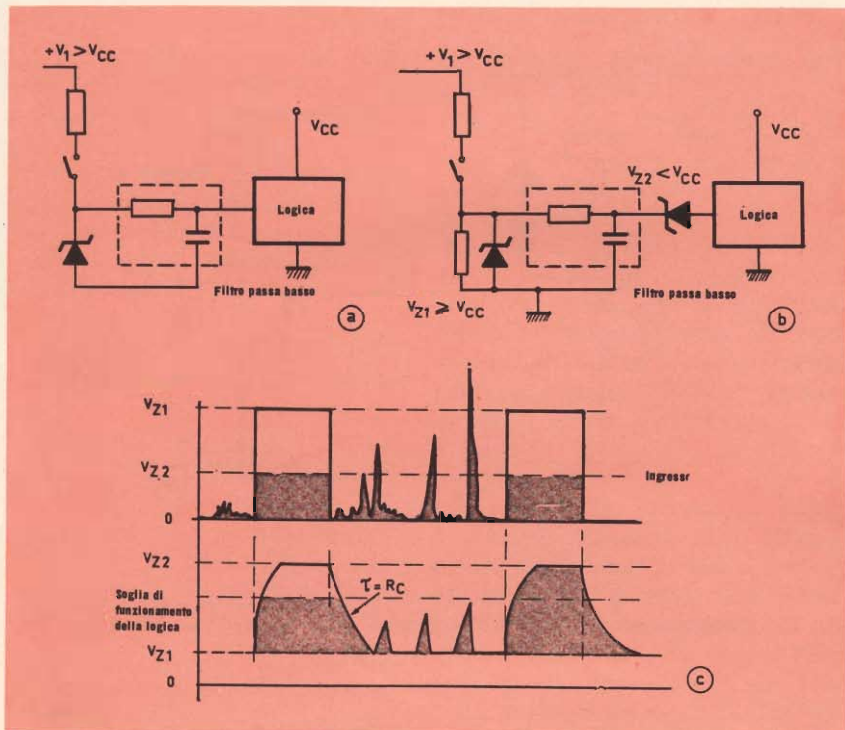 +V1>VCC
VCC
Logica
Filtro passa basso
a
+V1>VCC
VCC
VZ2<VCC
Logica
VZ1⩾VCC
Filtro passa basso
b
VZ1
VZ2
0
Ingresso
VZ2
Soglia di
funzionamento
della logica
τ=RC
VZ1
0
c